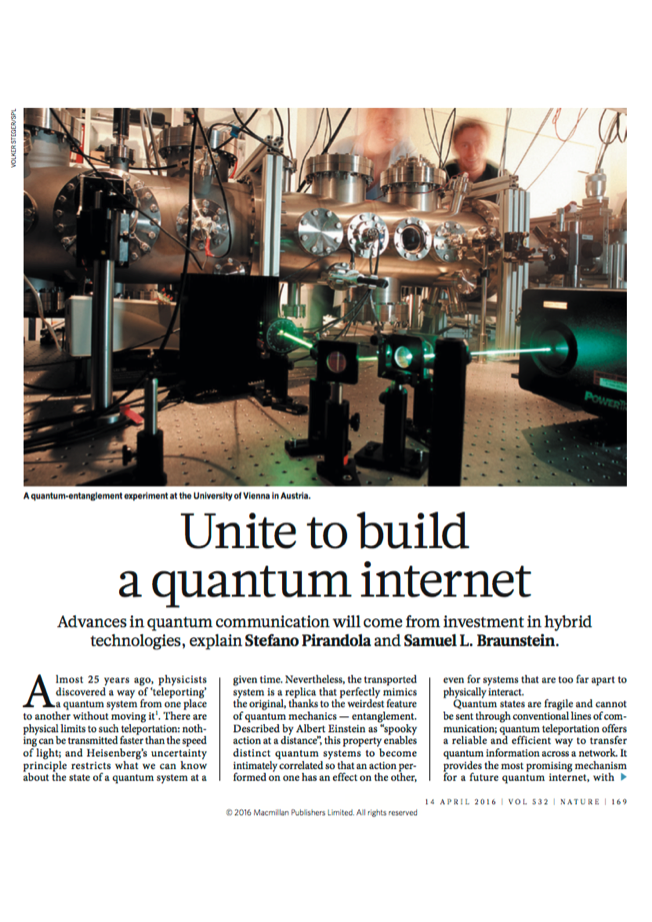 VOLKER STEGER/SPL
POWER
A quantum-entanglement experiment at the University of Vienna in Austria.
Unite to build
a quantum internet
Advances in quantum communication will come from investment in hybrid
technologies, explain Stefano Pirandola and Samuel L. Braunstein.
Almost 25 years ago, physicists
discovered a way of ‘teleporting’
a quantum system from one place
to another without moving it¹. There are
physical limits to such teleportation: noth-
ing can be transmitted faster than the speed
of light; and Heisenberg’s uncertainty
principle restricts what we can know
about the state of a quantum system at a
given time. Nevertheless, the transported
system is a replica that perfectly mimics
the original, thanks to the weirdest feature
of quantum mechanics — entanglement.
Described by Albert Einstein as “spooky
action at a distance”, this property enables
distinct quantum systems to become
intimately correlated so that an action per-
formed on one has an effect on the other,
even for systems that are too far apart to
physically interact.
Quantum states are fragile and cannot
be sent through conventional lines of com-
munication; quantum teleportation offers
a reliable and efficient way to transfer
quantum information across a network. It
provides the most promising mechanism
for a future quantum internet, with
14 APRIL 2016 | VOL 532 | NATURE | 169
© 2016 Macmillan Publishers Limited. All rights reserved